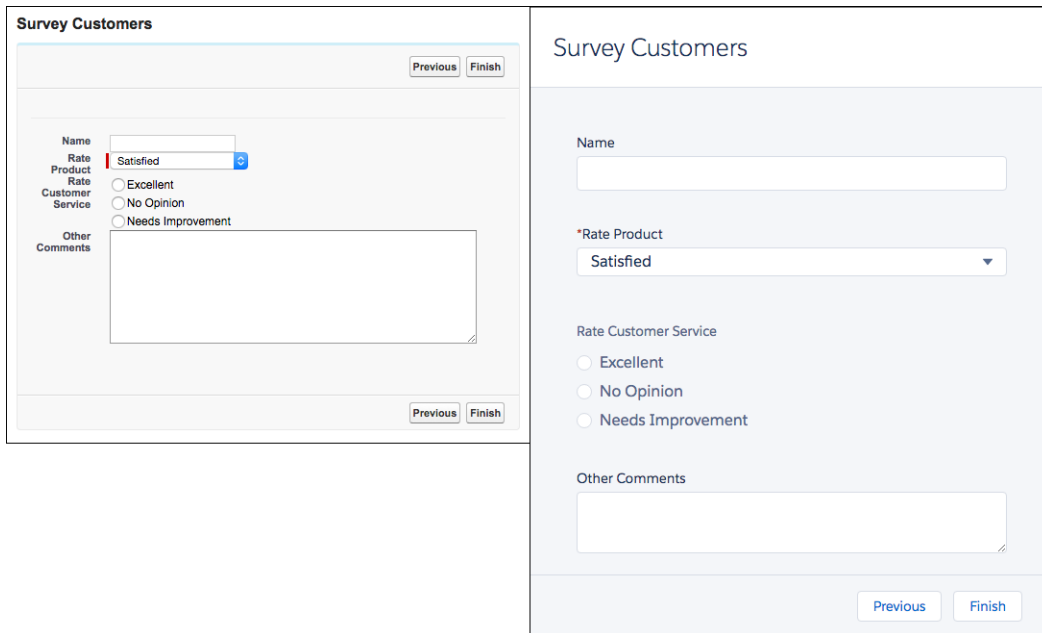 Survey Customers
Previous Finish
Name
Rate Product
Satisfied
Rate Customer Service
Excellent
No Opinion
Needs Improvement
Other Comments
Previous Finish
Survey Customers
Name
*Rate Product
Satisfied
Rate Customer Service
Excellent
No Opinion
Needs Improvement
Other Comments
Previous Finish